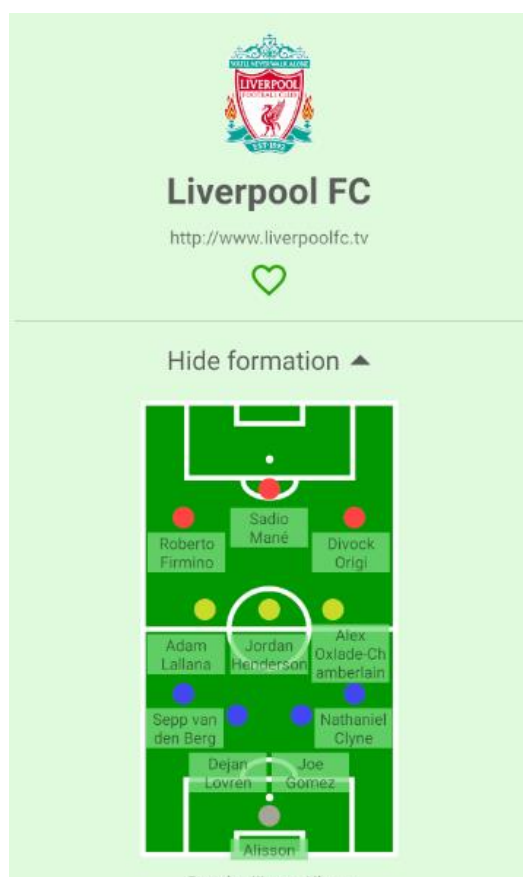 YOU'LL NEVER WALK ALONE
LIVERPOOL
FOOTBALL CLUB
EST·1892
Liverpool FC
http://www.liverpoolfc.tv
Hide formation
Sadio
Mané
Roberto
Firmino
Divock
Origi
Adam
Lallana
Jordan
Henderson
Alex
Oxlade-Ch
amberlain
Sepp van
den Berg
Nathaniel
Clyne
Dejan
Lovren
Joe
Gomez
Alisson